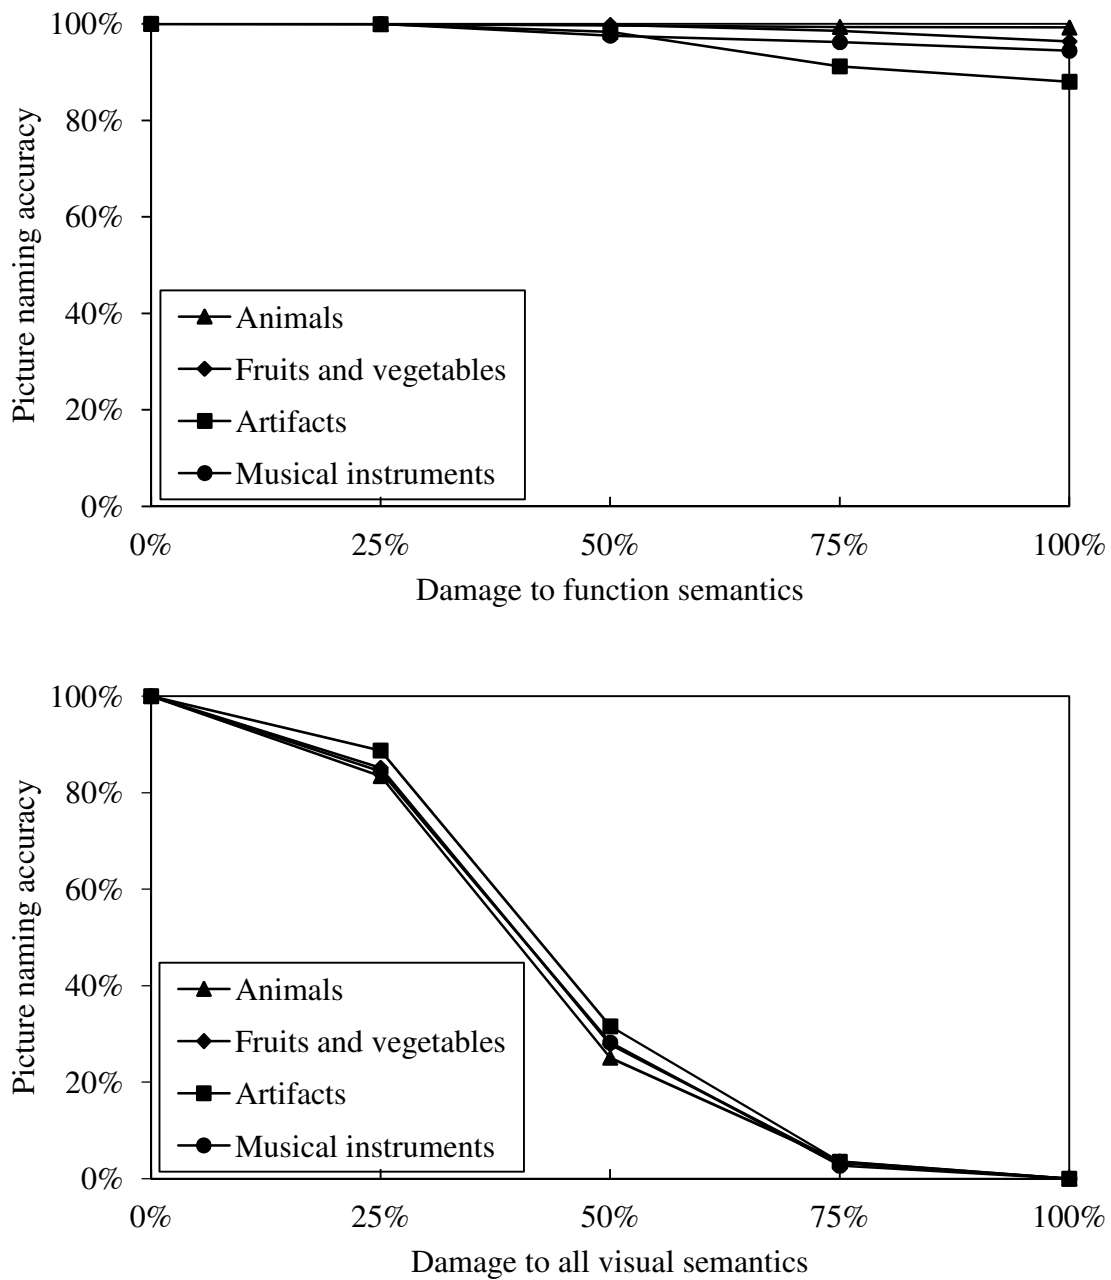 100%
80%
60%
40%
20%
0%
Picture naming accuracy
Animals
Fruits and vegetables
Artifacts
Musical instruments
0% 25% 50% 75% 100%
Damage to function semantics
100%
80%
60%
40%
20%
0%
Picture naming accuracy
Animals
Fruits and vegetables
Artifacts
Musical instruments
0% 25% 50% 75% 100%
Damage to all visual semantics